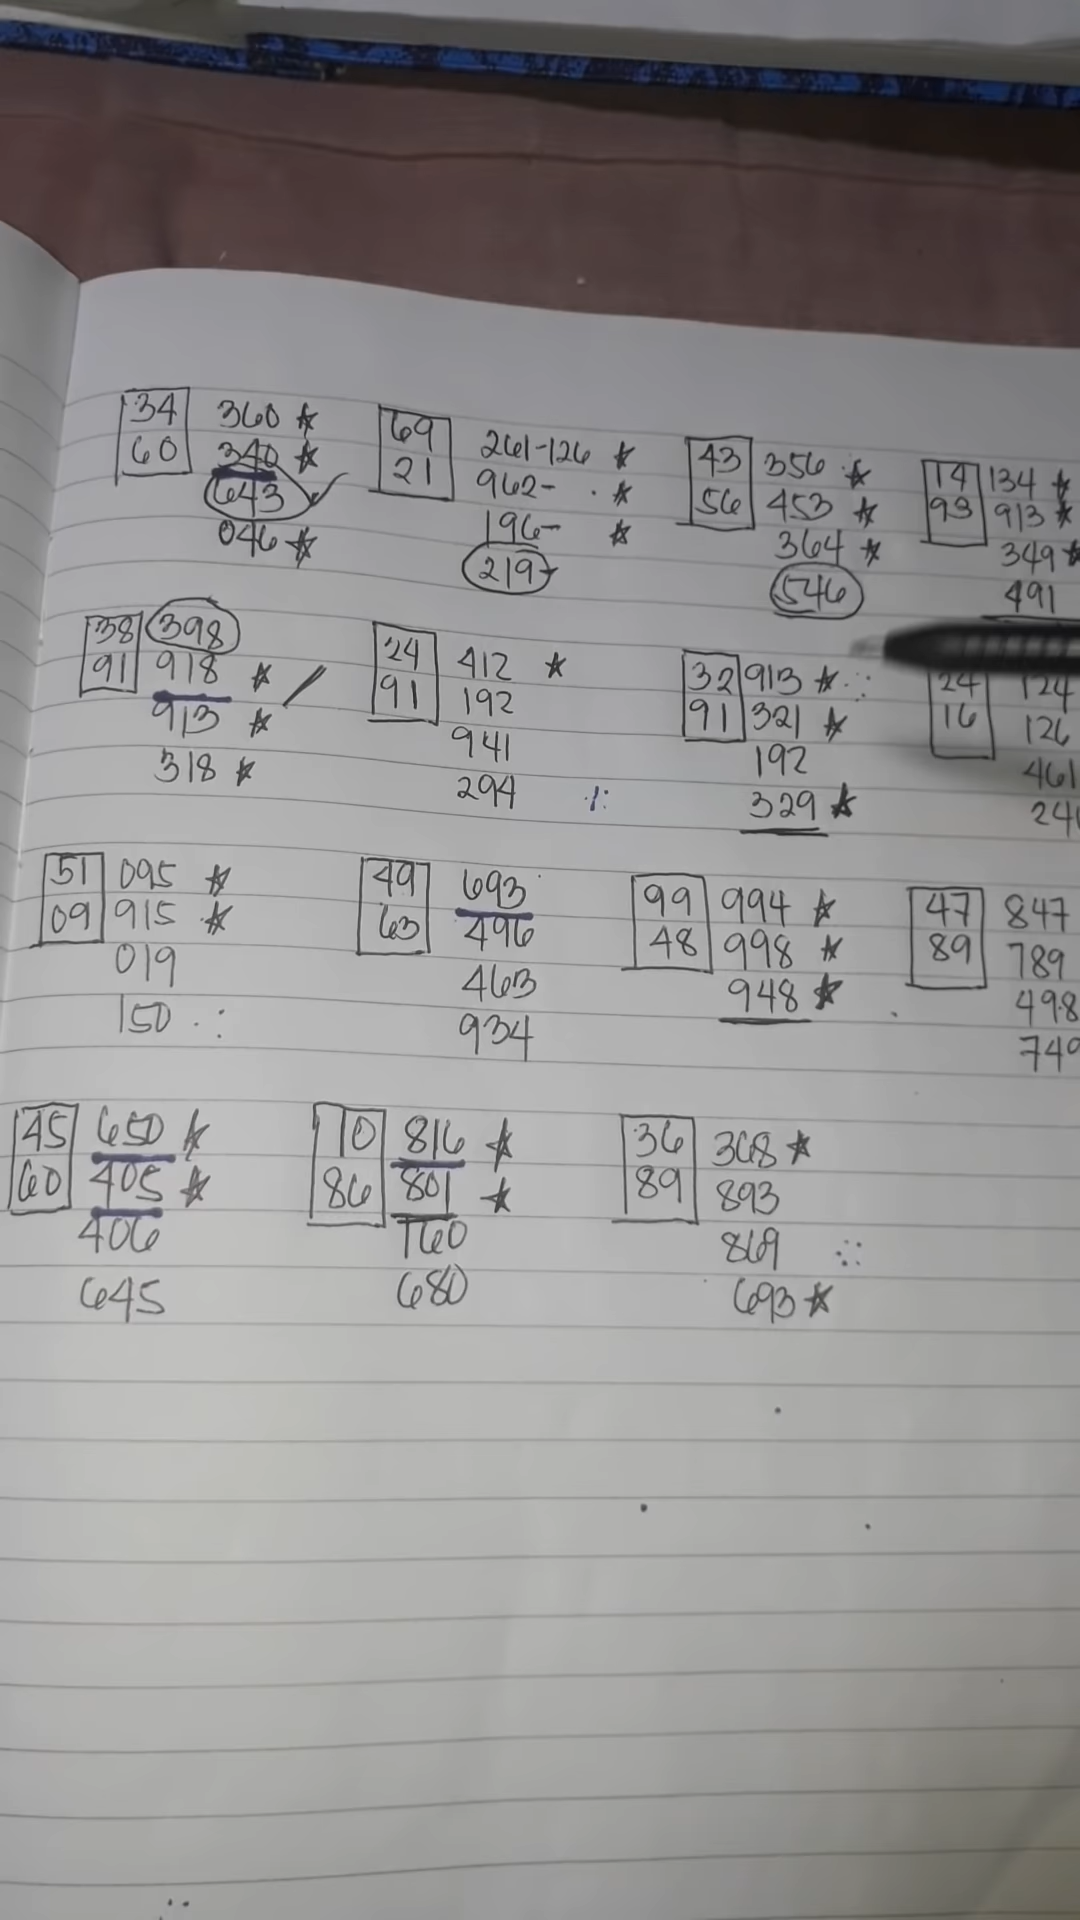 34 360 ☆
60 340 ☆
643 ✓
046 ☆
69 261-126 ☆
21 962- ☆
196- ☆
219
43 356 ☆
56 453 ☆
364 ☆
546
14 134 ☆
93 913 ☆
349 ☆
491
38 398
91 918 ☆ /
913 ☆
318 ☆
24 412 ☆
91 192
941
294
32 913 ☆
91 321 ☆
192
329 ☆
24 124
16 126
461
51 095 ☆
09 915 ☆
019
150
49 693
63 496
463
934
99 994 ☆
48 998 ☆
948 ☆
47 847
89 789
498
749
45 650 ☆
60 405 ☆
406
645
10 816 ☆
86 801 ☆
160
680
36 368 ☆
89 893
869
693 ☆